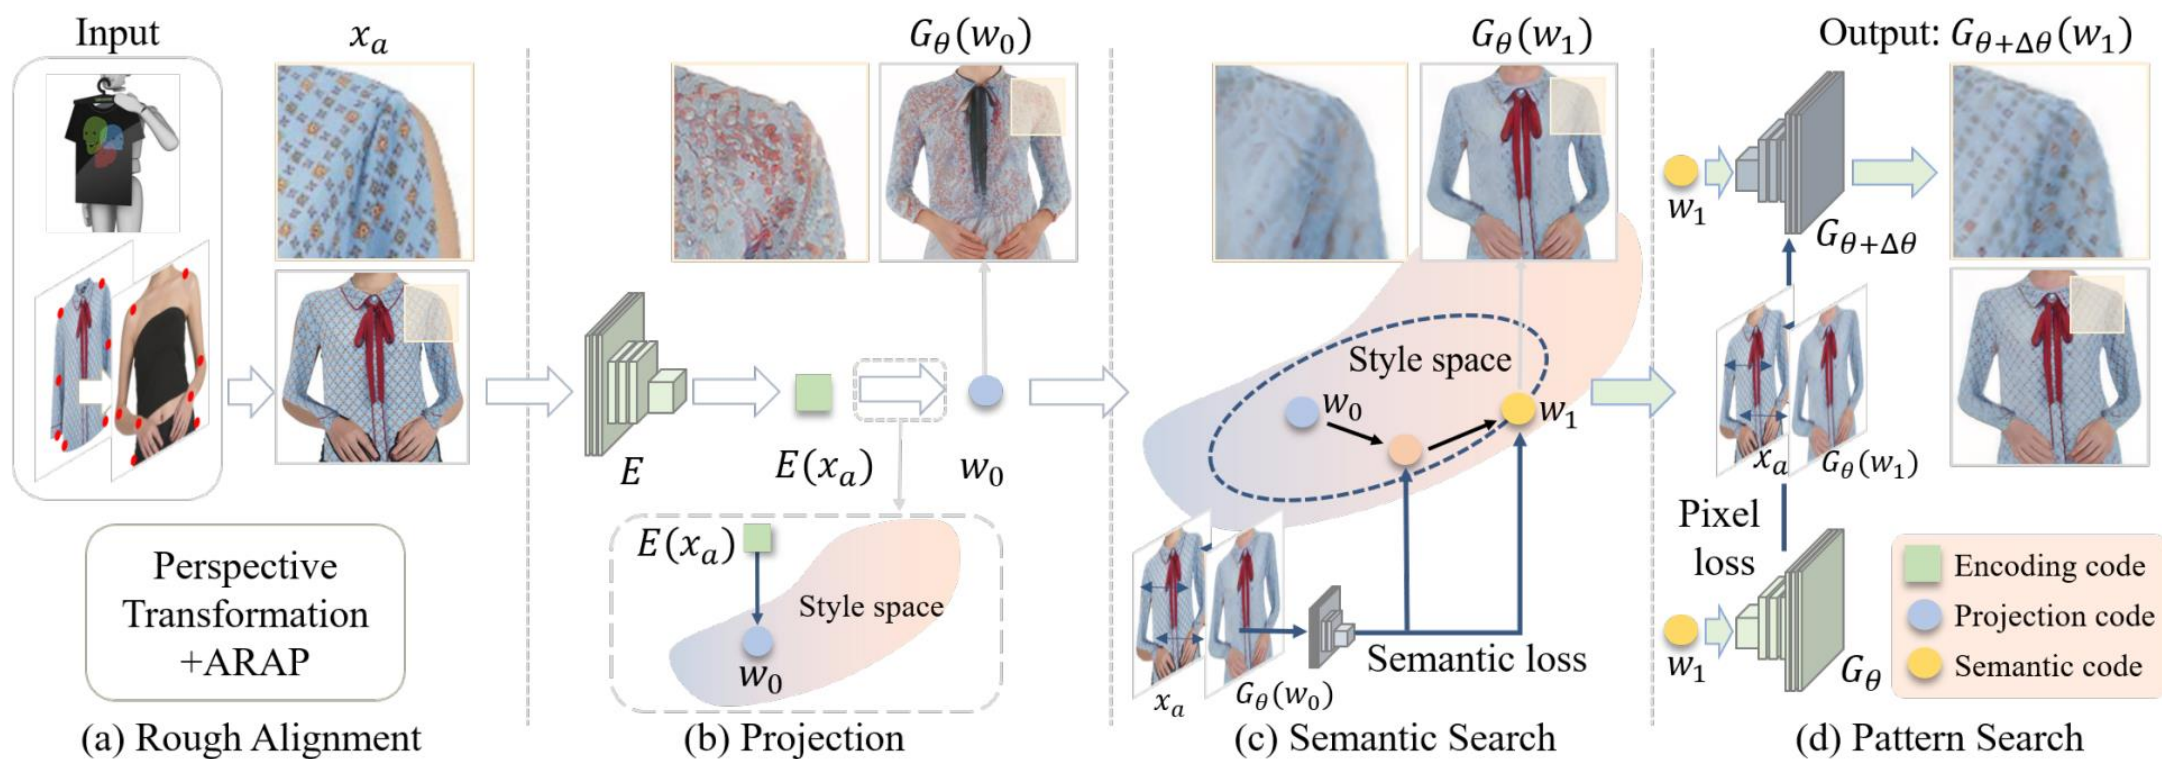 Input
x_a
Perspective
Transformation
+ARAP
(a) Rough Alignment
G_θ(w_0)
E
E(x_a)
w_0
E(x_a)
Style space
w_0
(b) Projection
G_θ(w_1)
Style space
w_0
w_1
Semantic loss
x_a
G_θ(w_0)
(c) Semantic Search
Output: G_{θ+Δθ}(w_1)
w_1
G_{θ+Δθ}
x_a
G_θ(w_1)
Pixel
loss
w_1
G_θ
Encoding code
Projection code
Semantic code
(d) Pattern Search